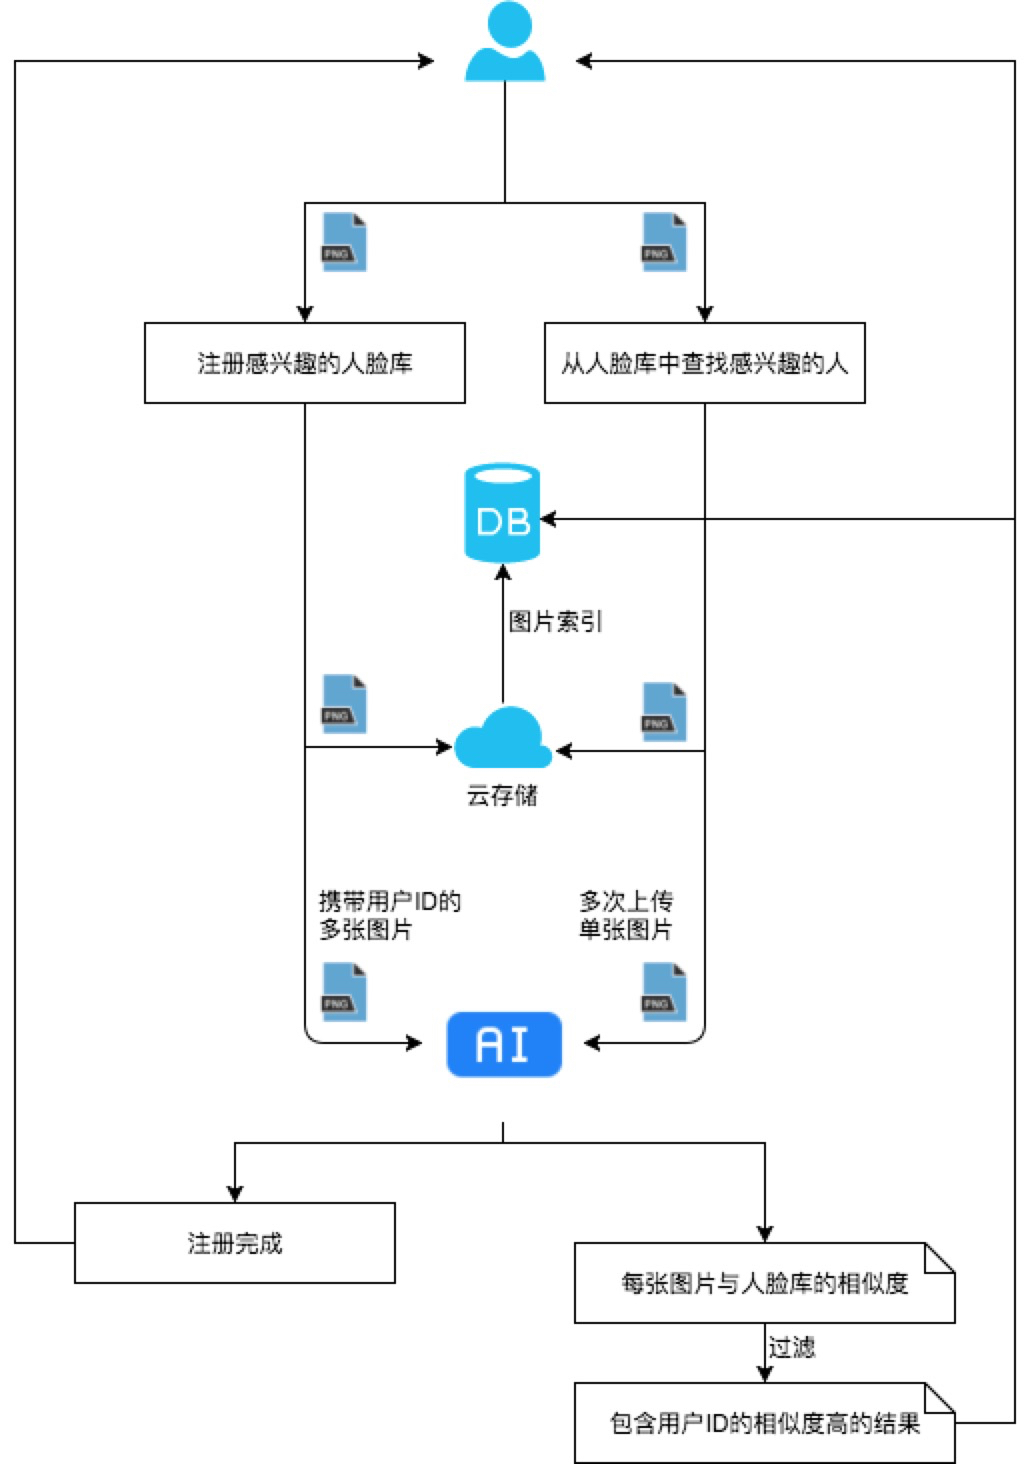 PNG
PNG
注册感兴趣的人脸库
从人脸库中查找感兴趣的人
DB
图片索引
PNG
PNG
云存储
携带用户ID的
多张图片
多次上传
单张图片
PNG
PNG
AI
注册完成
每张图片与人脸库的相似度
过滤
包含用户ID的相似度高的结果